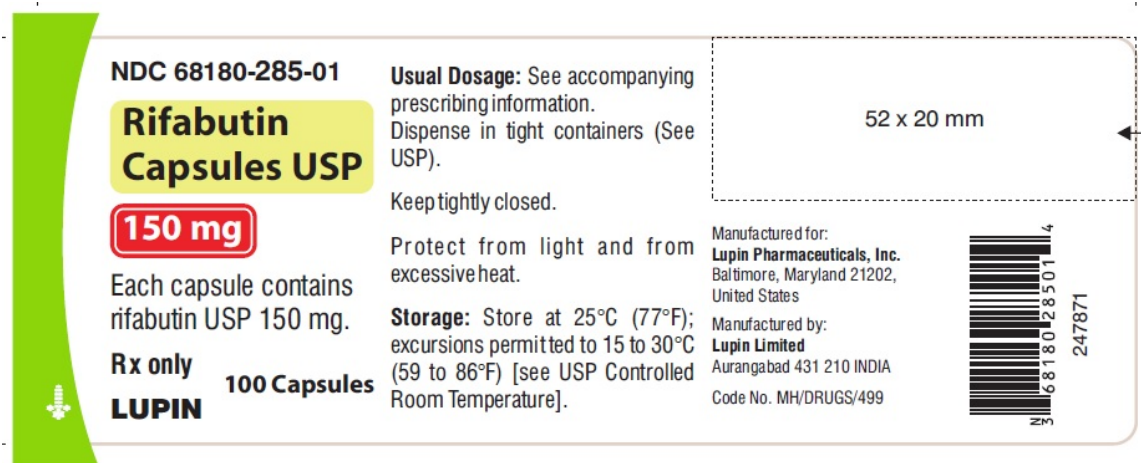 NDC 68180-285-01
Rifabutin
Capsules USP
150 mg
Each capsule contains
rifabutin USP 150 mg.
Rx only
100 Capsules
LUPIN
Usual Dosage: See accompanying
prescribing information.
Dispense in tight containers (See
USP).
Keep tightly closed.
Protect from light and from
excessive heat.
Storage: Store at 25°C (77°F);
excursions permitted to 15 to 30°C
(59 to 86°F) [see USP Controlled
Room Temperature].
52 x 20 mm
Manufactured for:
Lupin Pharmaceuticals, Inc.
Baltimore, Maryland 21202,
United States
Manufactured by:
Lupin Limited
Aurangabad 431 210 INDIA
Code No. MH/DRUGS/499
N
3 68180 28501 4
247871